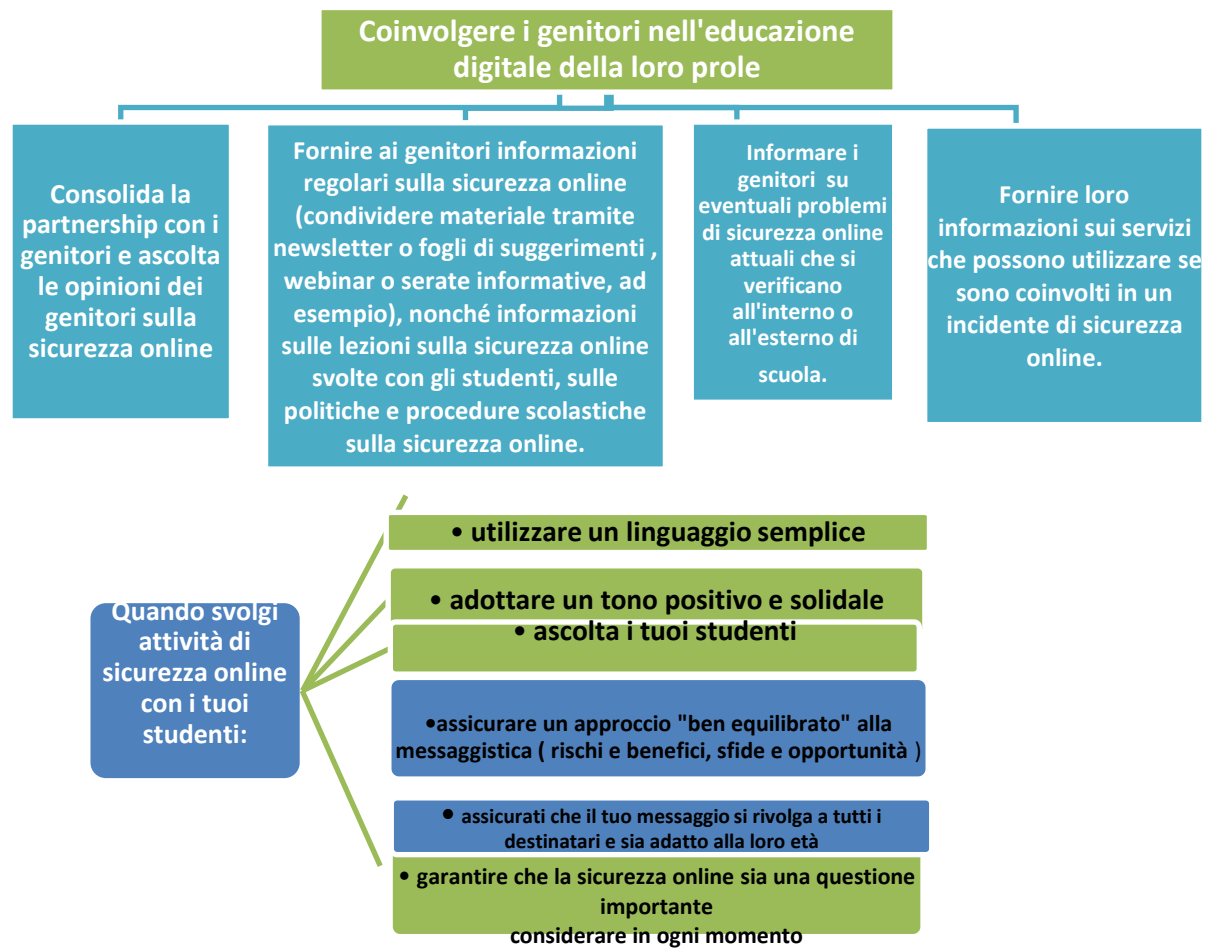 Coinvolgere i genitori nell'educazione
digitale della loro prole
Consolida la
partnership con i
genitori e ascolta
le opinioni dei
genitori sulla
sicurezza online
Fornire ai genitori informazioni
regolari sulla sicurezza online
(condividere materiale tramite
newsletter o fogli di suggerimenti ,
webinar o serate informative, ad
esempio), nonché informazioni
sulle lezioni sulla sicurezza online
svolte con gli studenti, sulle
politiche e procedure scolastiche
sulla sicurezza online.
Informare i
genitori su
eventuali problemi
di sicurezza online
attuali che si
verificano
all'interno o
all'esterno di
scuola.
Fornire loro
informazioni sui servizi
che possono utilizzare se
sono coinvolti in un
incidente di sicurezza
online.
Quando svolgi
attività di
sicurezza online
con i tuoi
studenti:
• utilizzare un linguaggio semplice
• adottare un tono positivo e solidale
• ascolta i tuoi studenti
•assicurare un approccio "ben equilibrato" alla
messaggistica ( rischi e benefici, sfide e opportunità )
• assicurati che il tuo messaggio si rivolga a tutti i
destinatari e sia adatto alla loro età
• garantire che la sicurezza online sia una questione
importante
considerare in ogni momento